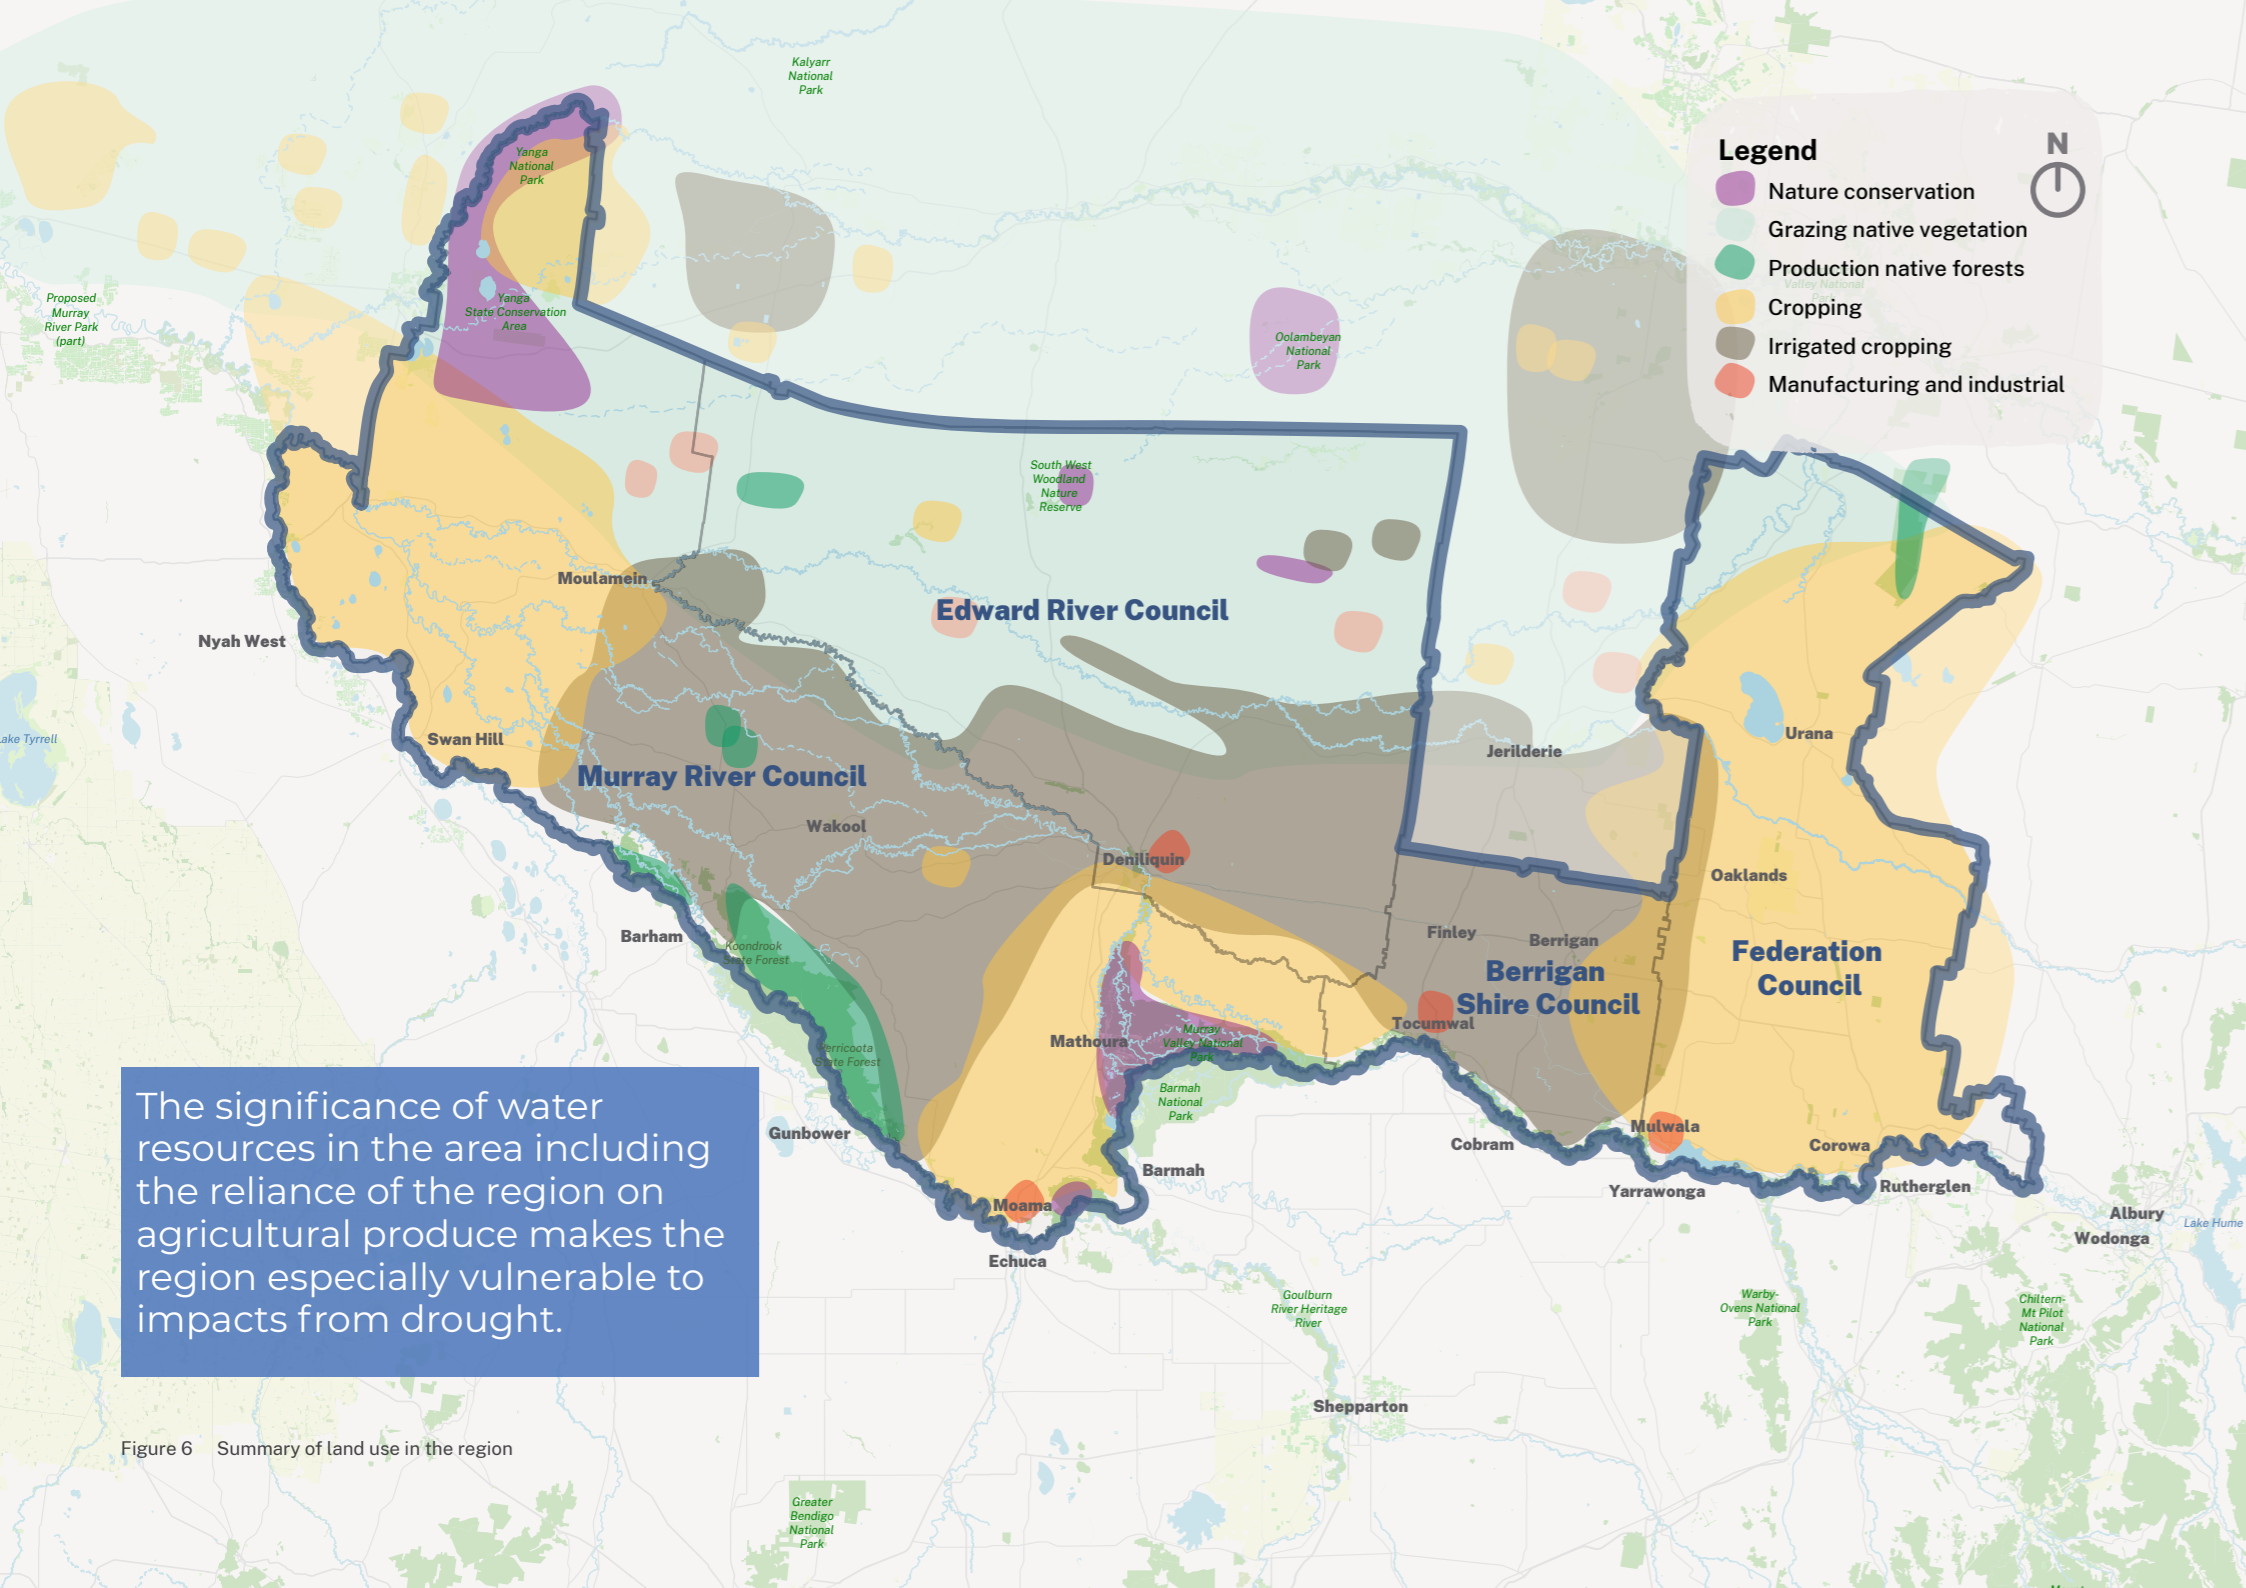 Kalyarr
National
Park
Legend
N
Nature conservation
Grazing native vegetation
Production native forests
Cropping
Irrigated cropping
Manufacturing and industrial
Valley National
Yanga
National
Park
Proposed
Murray
River Park
(part)
Yanga
State Conservation
Area
Oolambeyan
National
Park
South West
Woodland
Nature
Reserve
Moulamein
Edward River Council
Nyah West
Lake Tyrrell
Swan Hill
Jerilderie
Urana
Murray River Council
Wakool
Deniliquin
Oaklands
Barham
Koondrook
State Forest
Finley
Berrigan
Berrigan
Shire Council
Federation
Council
Tocumwal
Mathoura
Murray
Valley National
Park
Perricoota
State Forest
Barmah
National
Park
Gunbower
Mulwala
Cobram
Corowa
Barmah
Yarrawonga
Rutherglen
Moama
Echuca
Albury
Wodonga
Lake Hume
The significance of water
resources in the area including
the reliance of the region on
agricultural produce makes the
region especially vulnerable to
impacts from drought.
Goulburn
River Heritage
River
Warby-
Ovens National
Park
Chiltern-
Mt Pilot
National
Park
Shepparton
Figure 6 Summary of land use in the region
Greater
Bendigo
National
Park